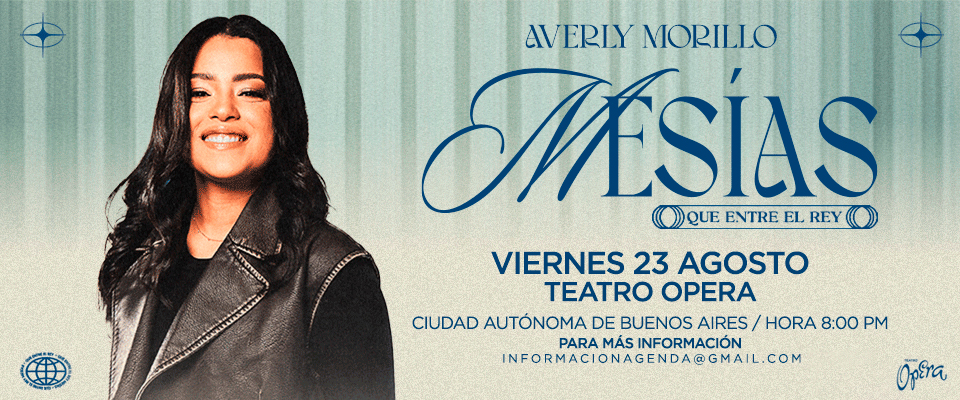 AVERLY MORILLO
MESÍAS
QUE ENTRE EL REY
VIERNES 23 AGOSTO
TEATRO OPERA
CIUDAD AUTÓNOMA DE BUENOS AIRES / HORA 8:00 PM
PARA MÁS INFORMACIÓN
INFORMACIONAGENDA@GMAIL.COM
TEATRO
Opera